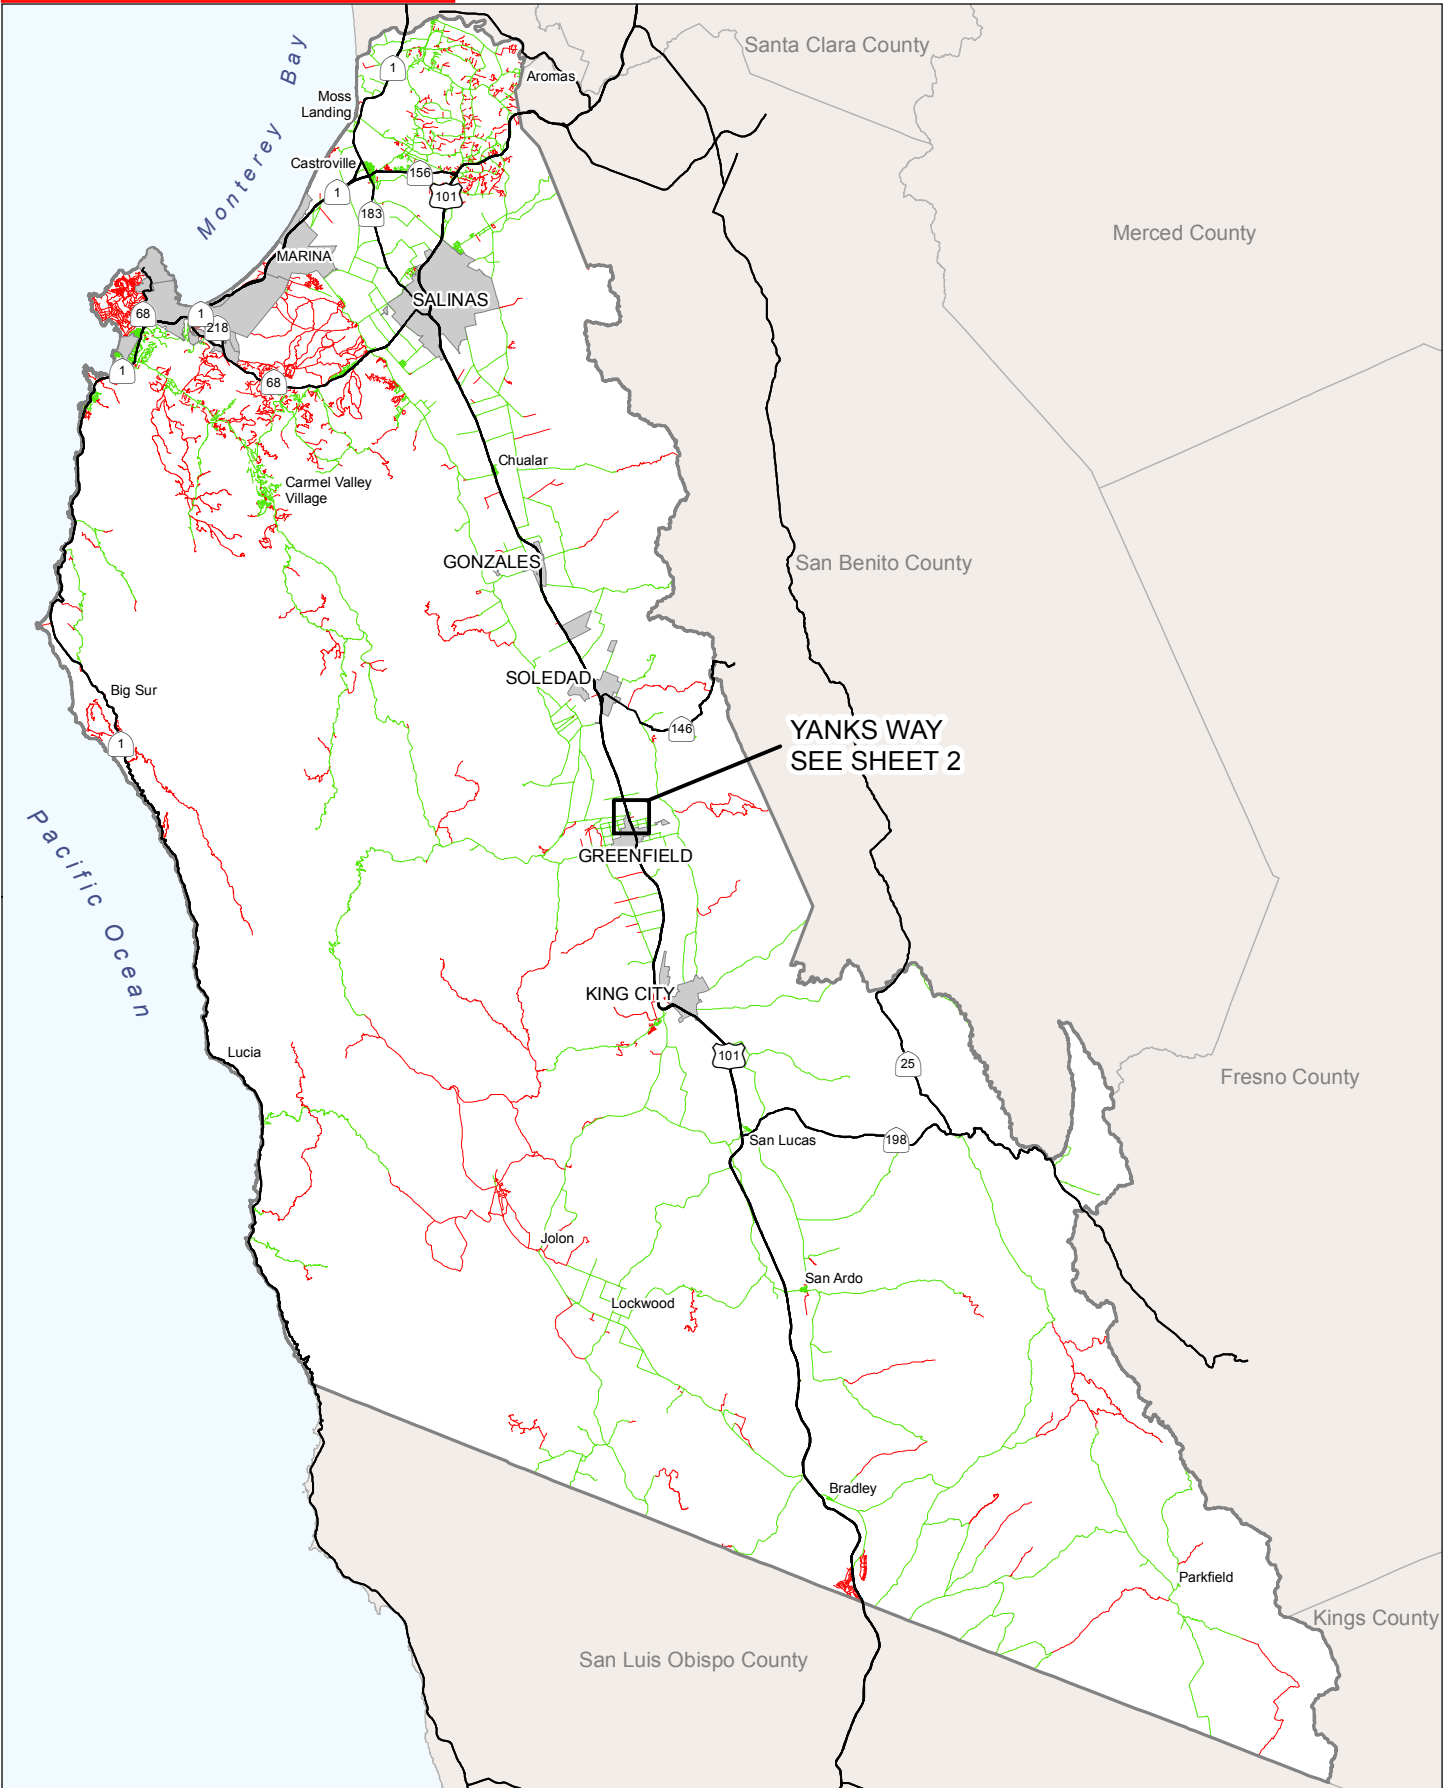 Santa Clara County
Monterey Bay
1
Aromas
Moss
Landing
Castroville
156
1
101
183
Merced County
MARINA
SALINAS
68
1
218
1
68
Chualar
Carmel Valley
Village
GONZALES
San Benito County
SOLEDAD
Big Sur
146
1
YANKS WAY
SEE SHEET 2
Pacific Ocean
GREENFIELD
KING CITY
Lucia
101
25
Fresno County
San Lucas
198
Jolon
San Ardo
Lockwood
Bradley
Parkfield
Kings County
San Luis Obispo County